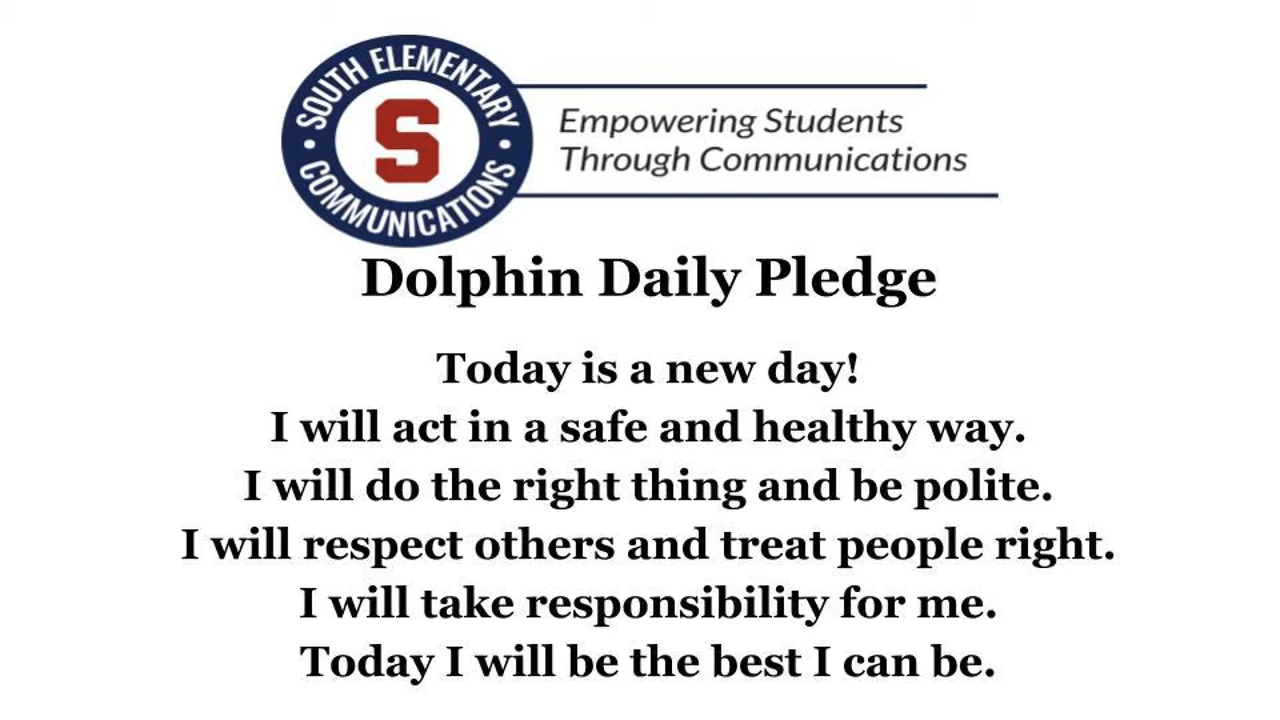 SOUTH ELEMENTARY
S
COMMUNICATIONS
Empowering Students
Through Communications
Dolphin Daily Pledge
Today is a new day!
I will act in a safe and healthy way.
I will do the right thing and be polite.
I will respect others and treat people right.
I will take responsibility for me.
Today I will be the best I can be.